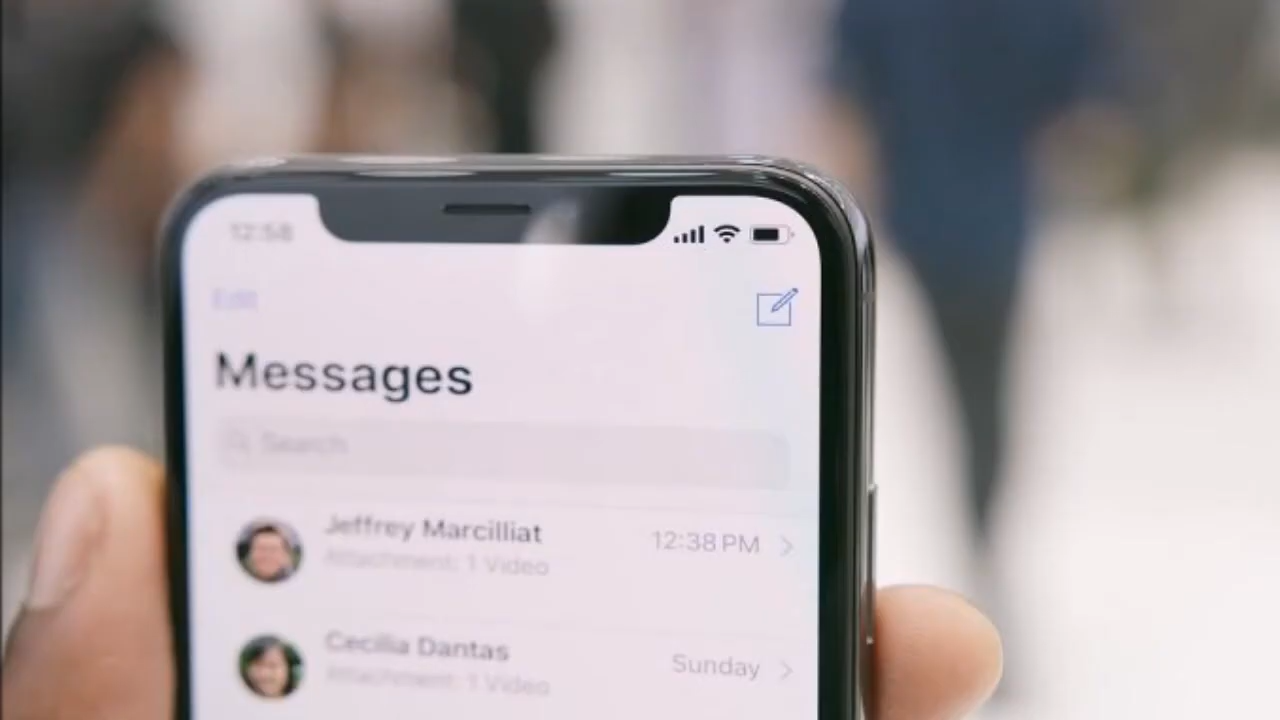 12:58
Edit
Messages
Search
Jeffrey Marcilliat
12:38 PM
Attachment: 1 Video
Cecilia Dantas
Sunday
Attachment: 1 Video